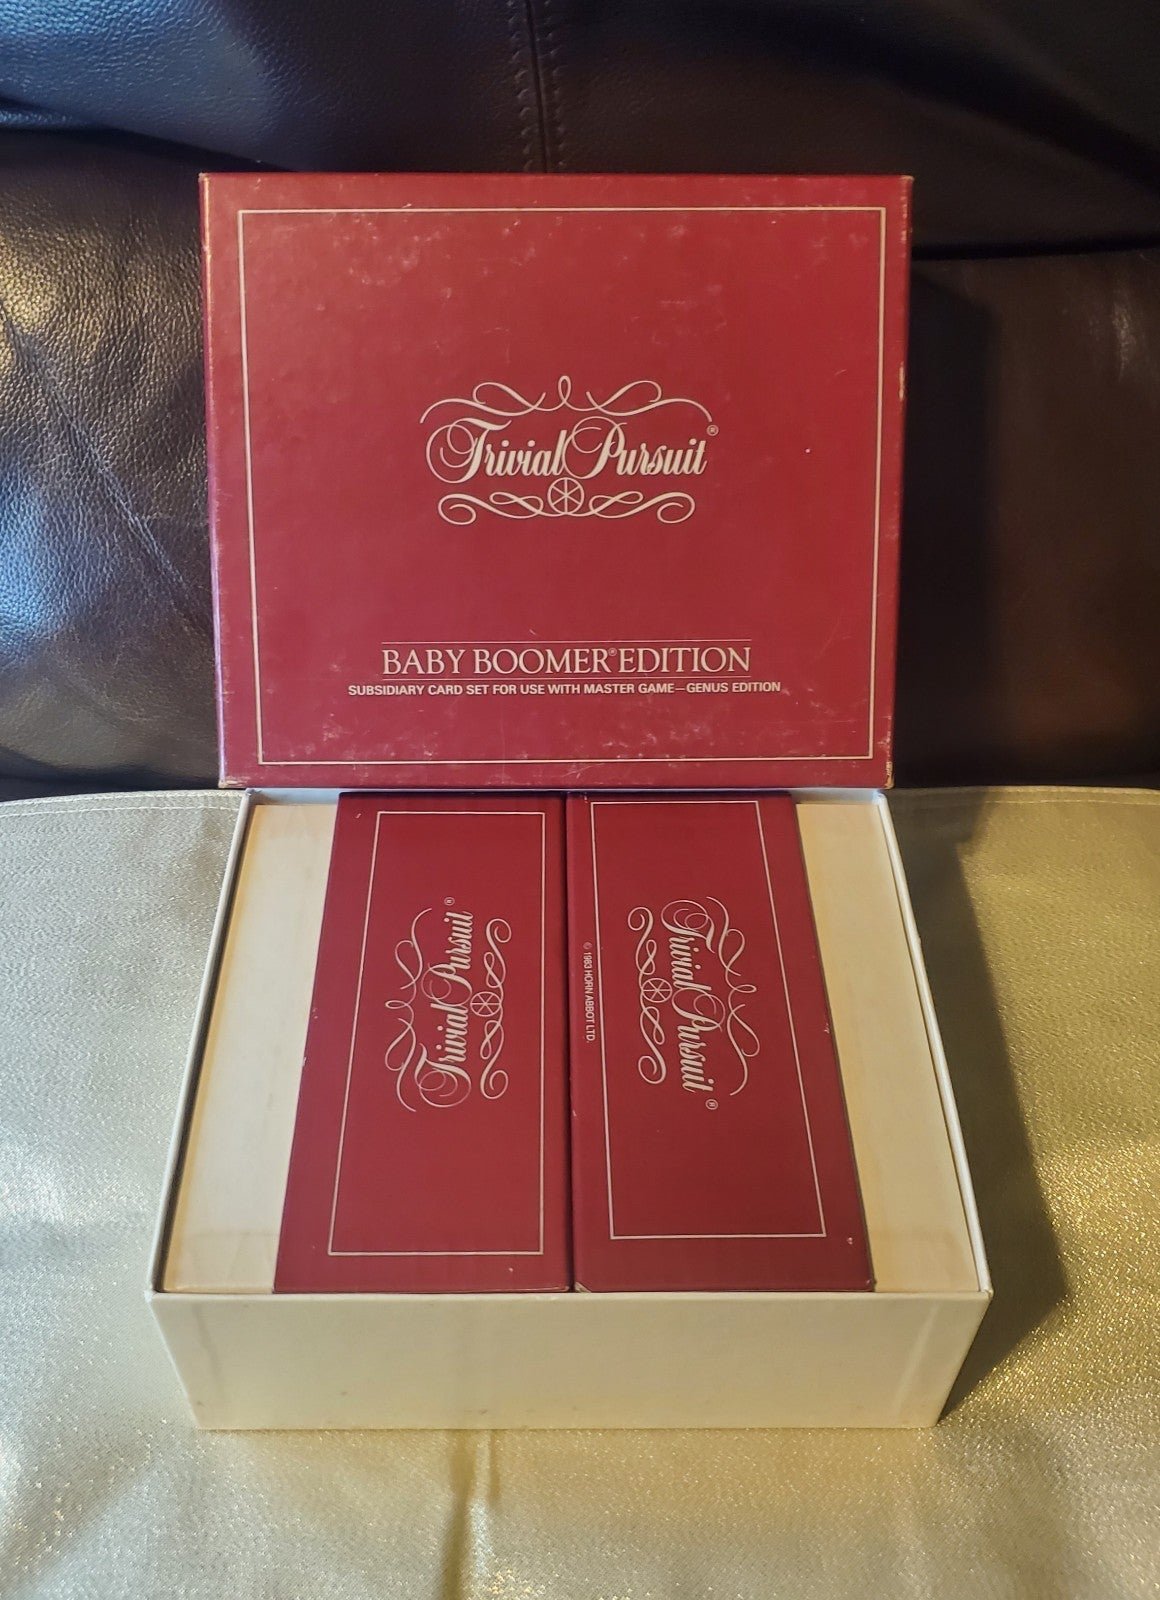 Trivial Pursuit®
BABY BOOMER® EDITION
SUBSIDIARY CARD SET FOR USE WITH MASTER GAME—GENUS EDITION
Trivial Pursuit®
© 1983 HORN ABBOT LTD.
Trivial Pursuit®